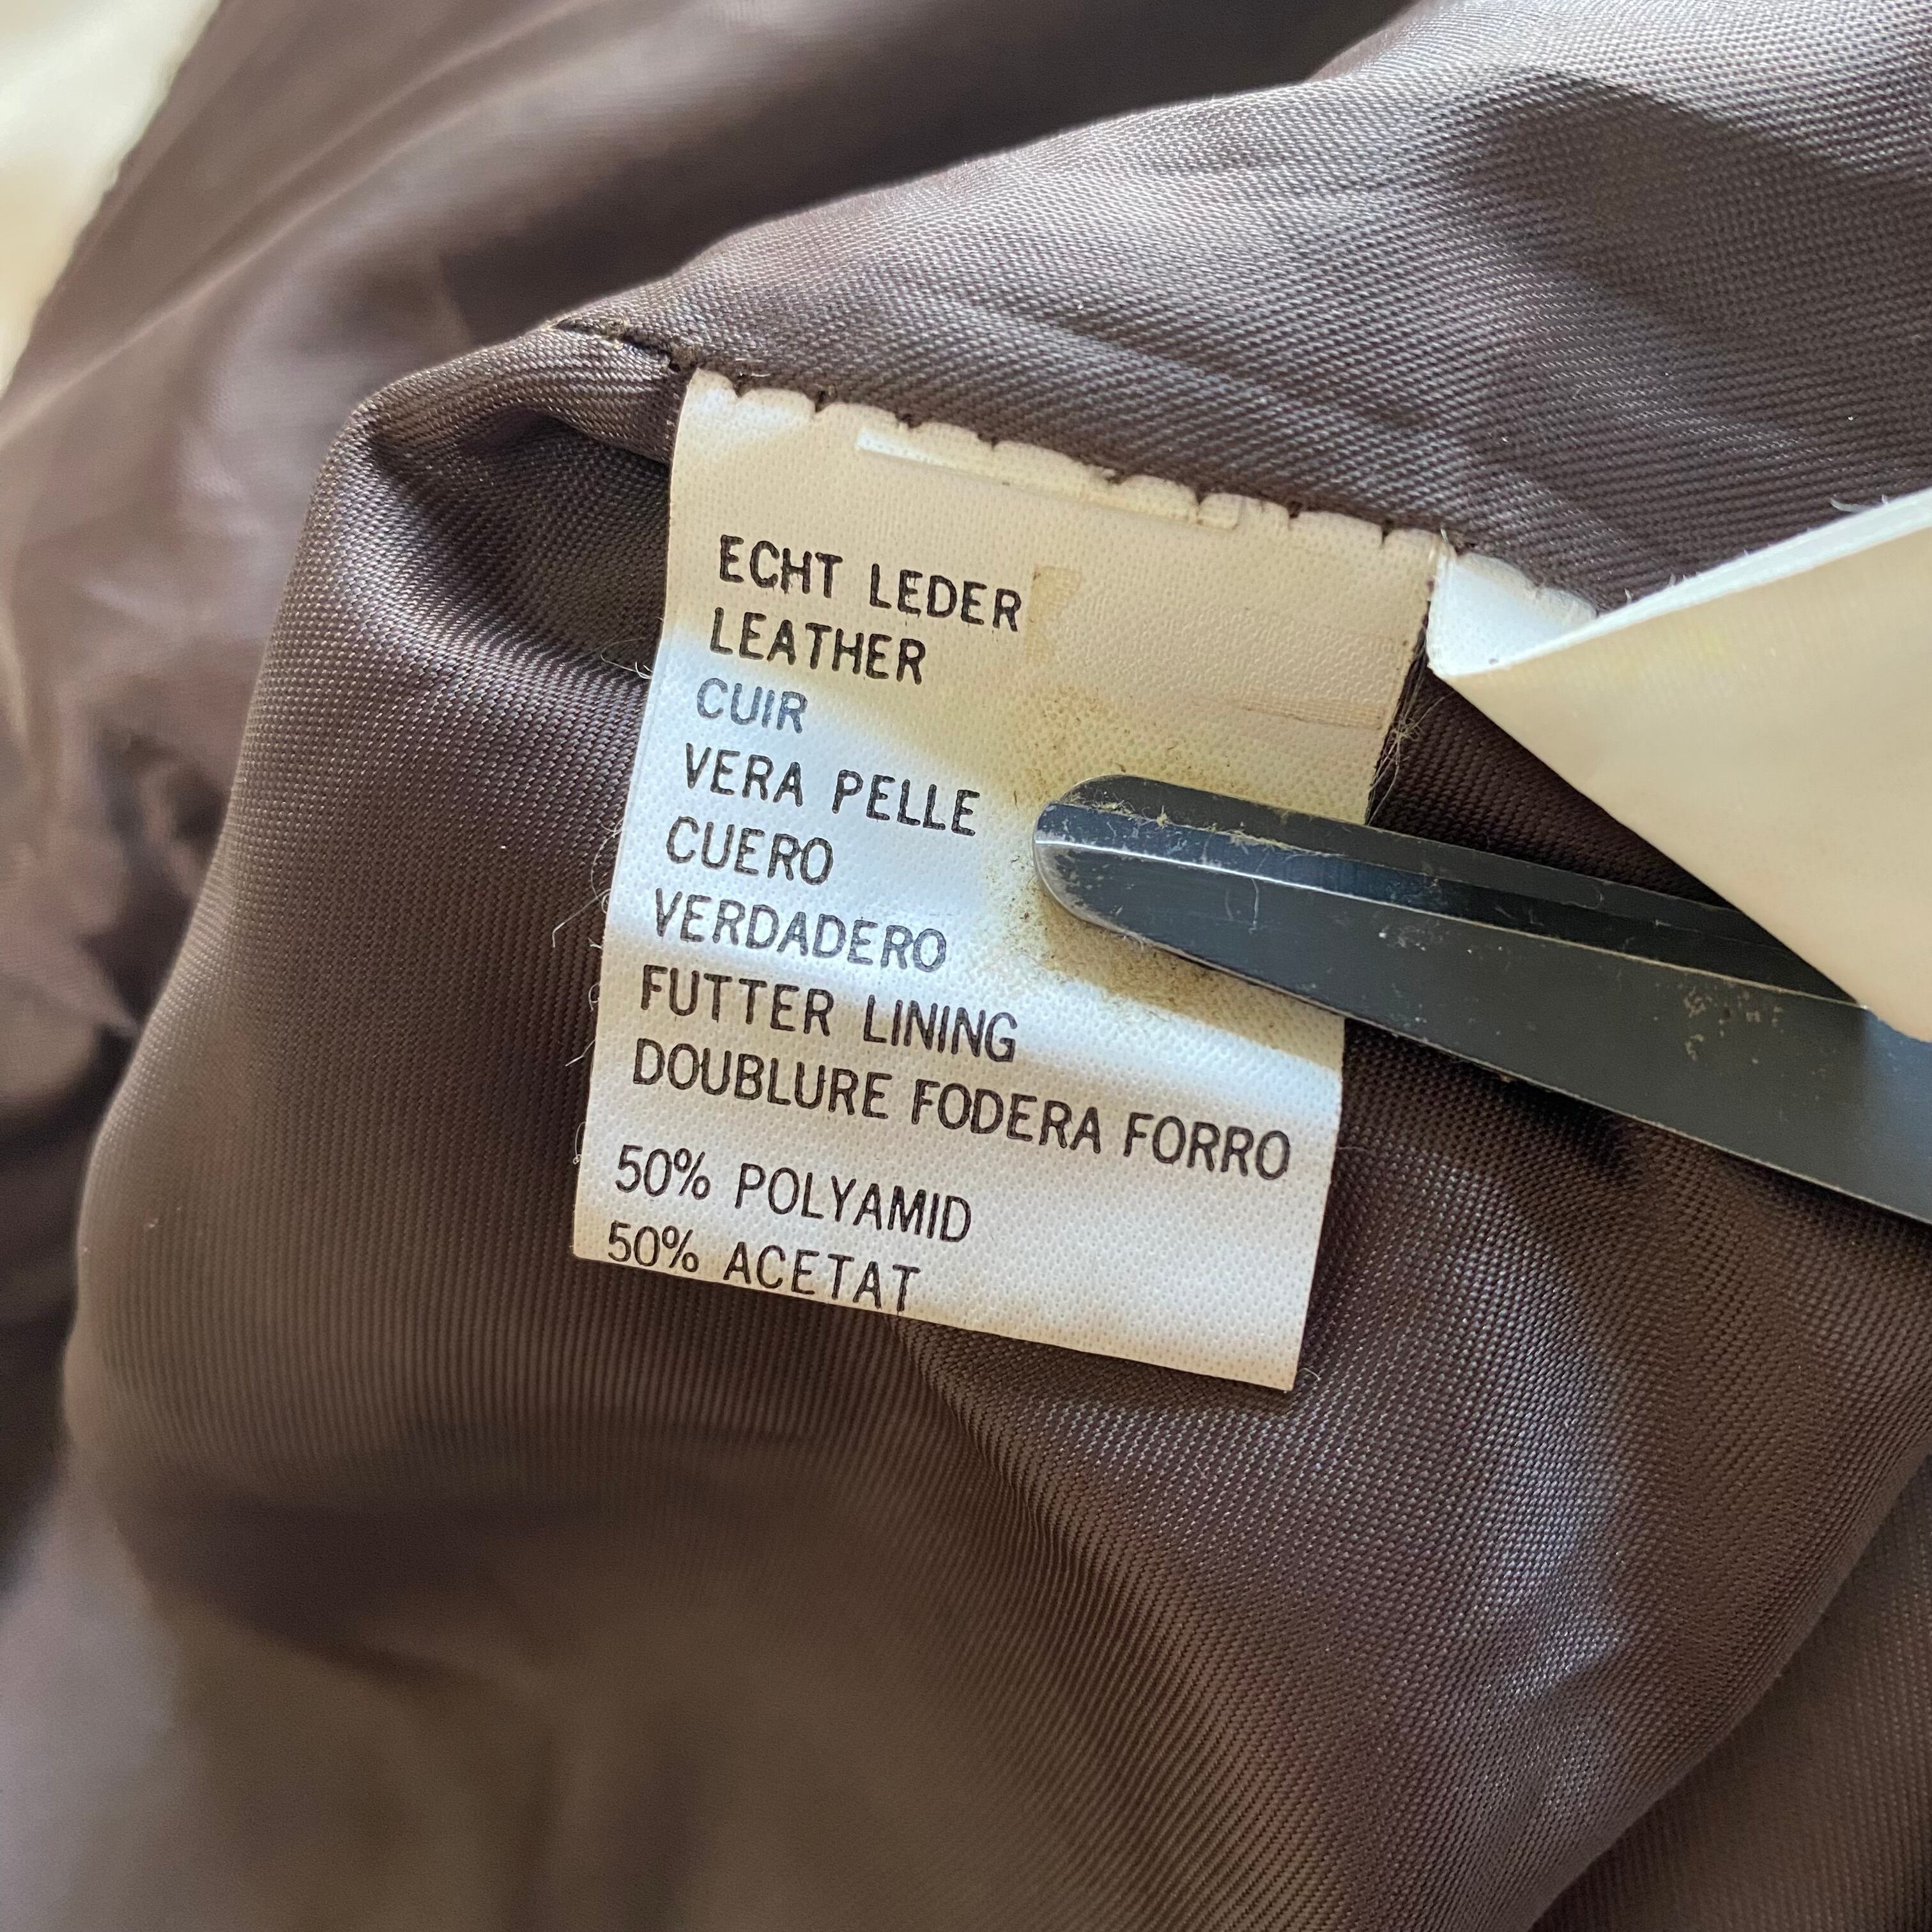 ECHT LEDER
LEATHER
CUIR
VERA PELLE
CUERO
VERDADERO
FUTTER LINING
DOUBLURE FODERA FORRO
50% POLYAMID
50% ACETAT